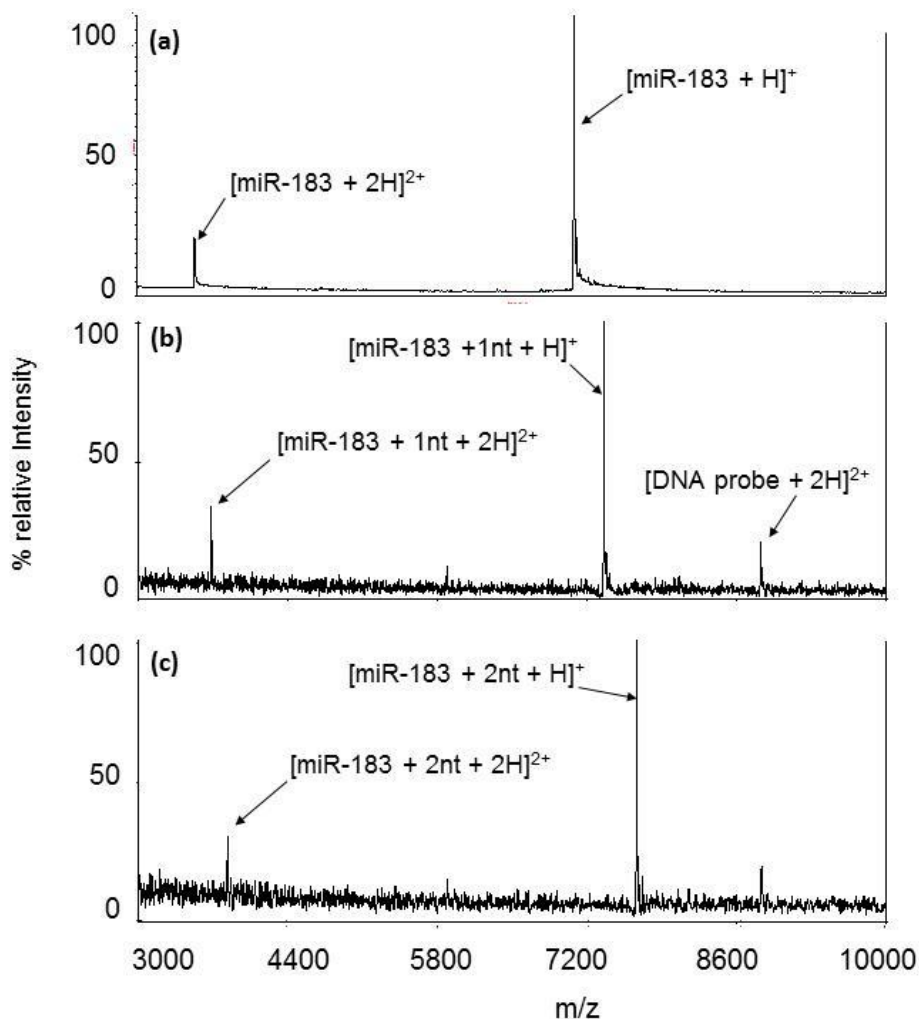 100
(a)
[miR-183 + H]⁺
50
[miR-183 + 2H]²⁺
0
100
(b)
[miR-183 +1nt + H]⁺
50
[miR-183 + 1nt + 2H]²⁺
[DNA probe + 2H]²⁺
0
% relative Intensity
100
(c)
[miR-183 + 2nt + H]⁺
50
[miR-183 + 2nt + 2H]²⁺
0
3000 4400 5800 7200 8600 10000
m/z